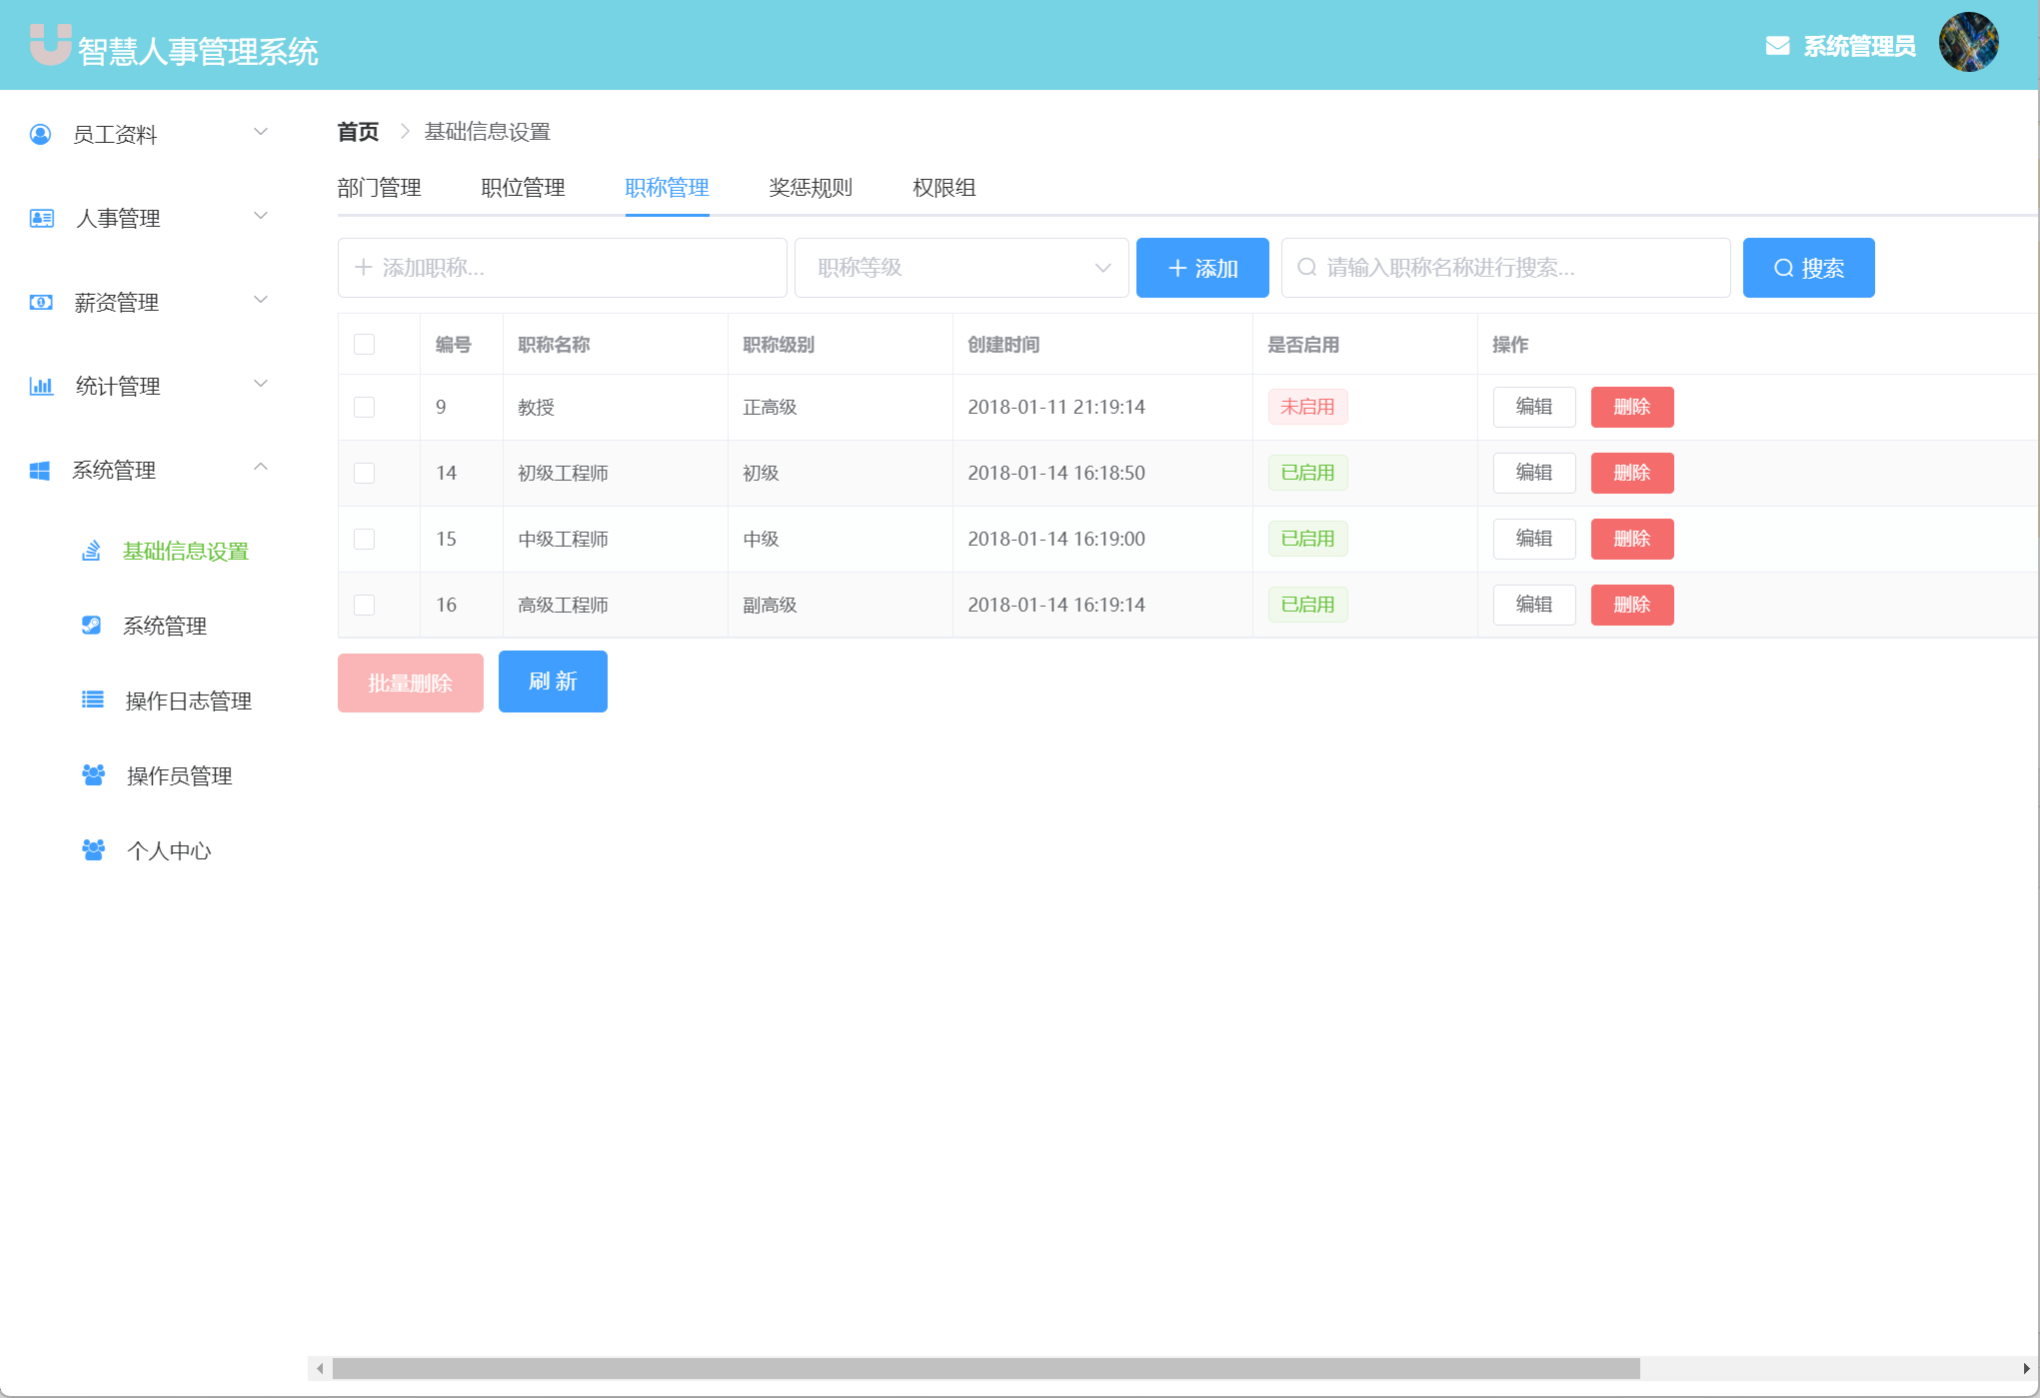 智慧人事管理系统
系统管理员
员工资料
人事管理
薪资管理
统计管理
系统管理
基础信息设置
系统管理
操作日志管理
操作员管理
个人中心
首页 基础信息设置
部门管理 职位管理 职称管理 奖惩规则 权限组
添加职称... 职称等级 添加 请输入职称名称进行搜索... 搜索
编号 职称名称 职称级别 创建时间 是否启用 操作
9 教授 正高级 2018-01-11 21:19:14 未启用 编辑 删除
14 初级工程师 初级 2018-01-14 16:18:50 已启用 编辑 删除
15 中级工程师 中级 2018-01-14 16:19:00 已启用 编辑 删除
16 高级工程师 副高级 2018-01-14 16:19:14 已启用 编辑 删除
批量删除 刷 新